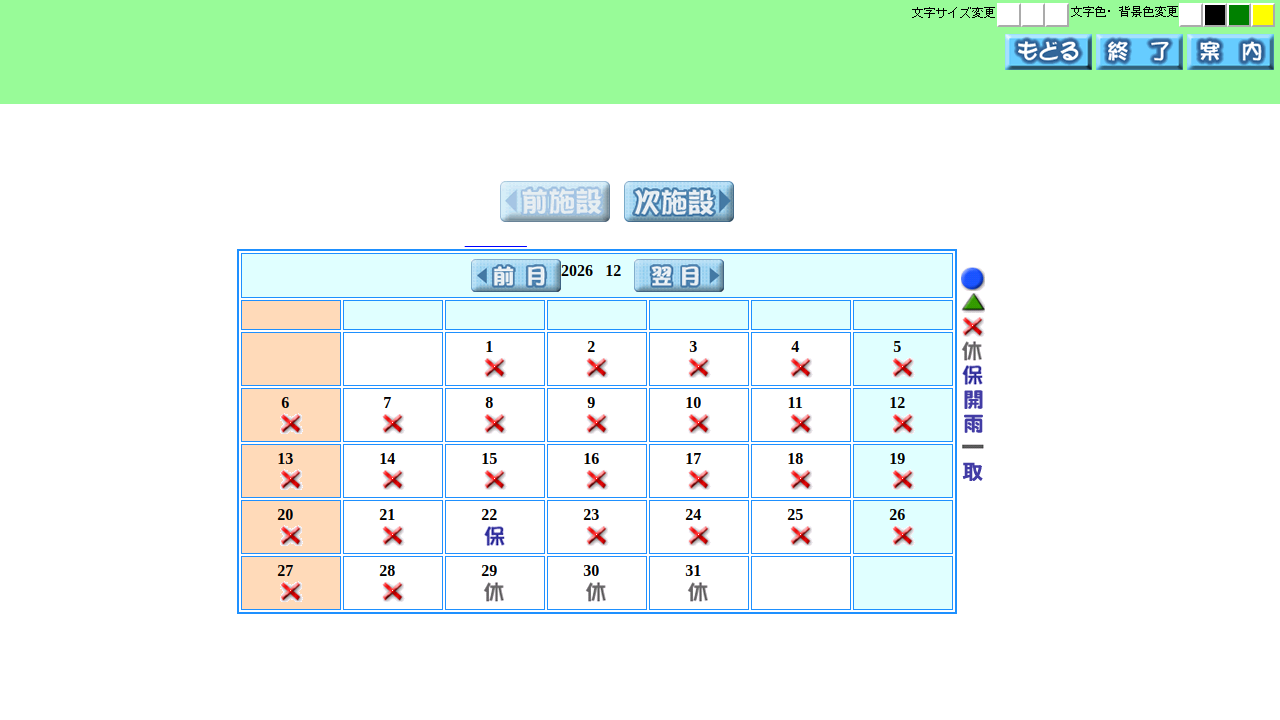 文字サイズ変更 文字色・背景色変更
もどる 終 了 案 内
前施設 次施設
前 月 2026 12 翌 月
1 2 3 4 5
6 7 8 9 10 11 12
13 14 15 16 17 18 19
20 21 22 23 24 25 26
保
27 28 29 30 31
休 休 休
休
保
開
雨
取